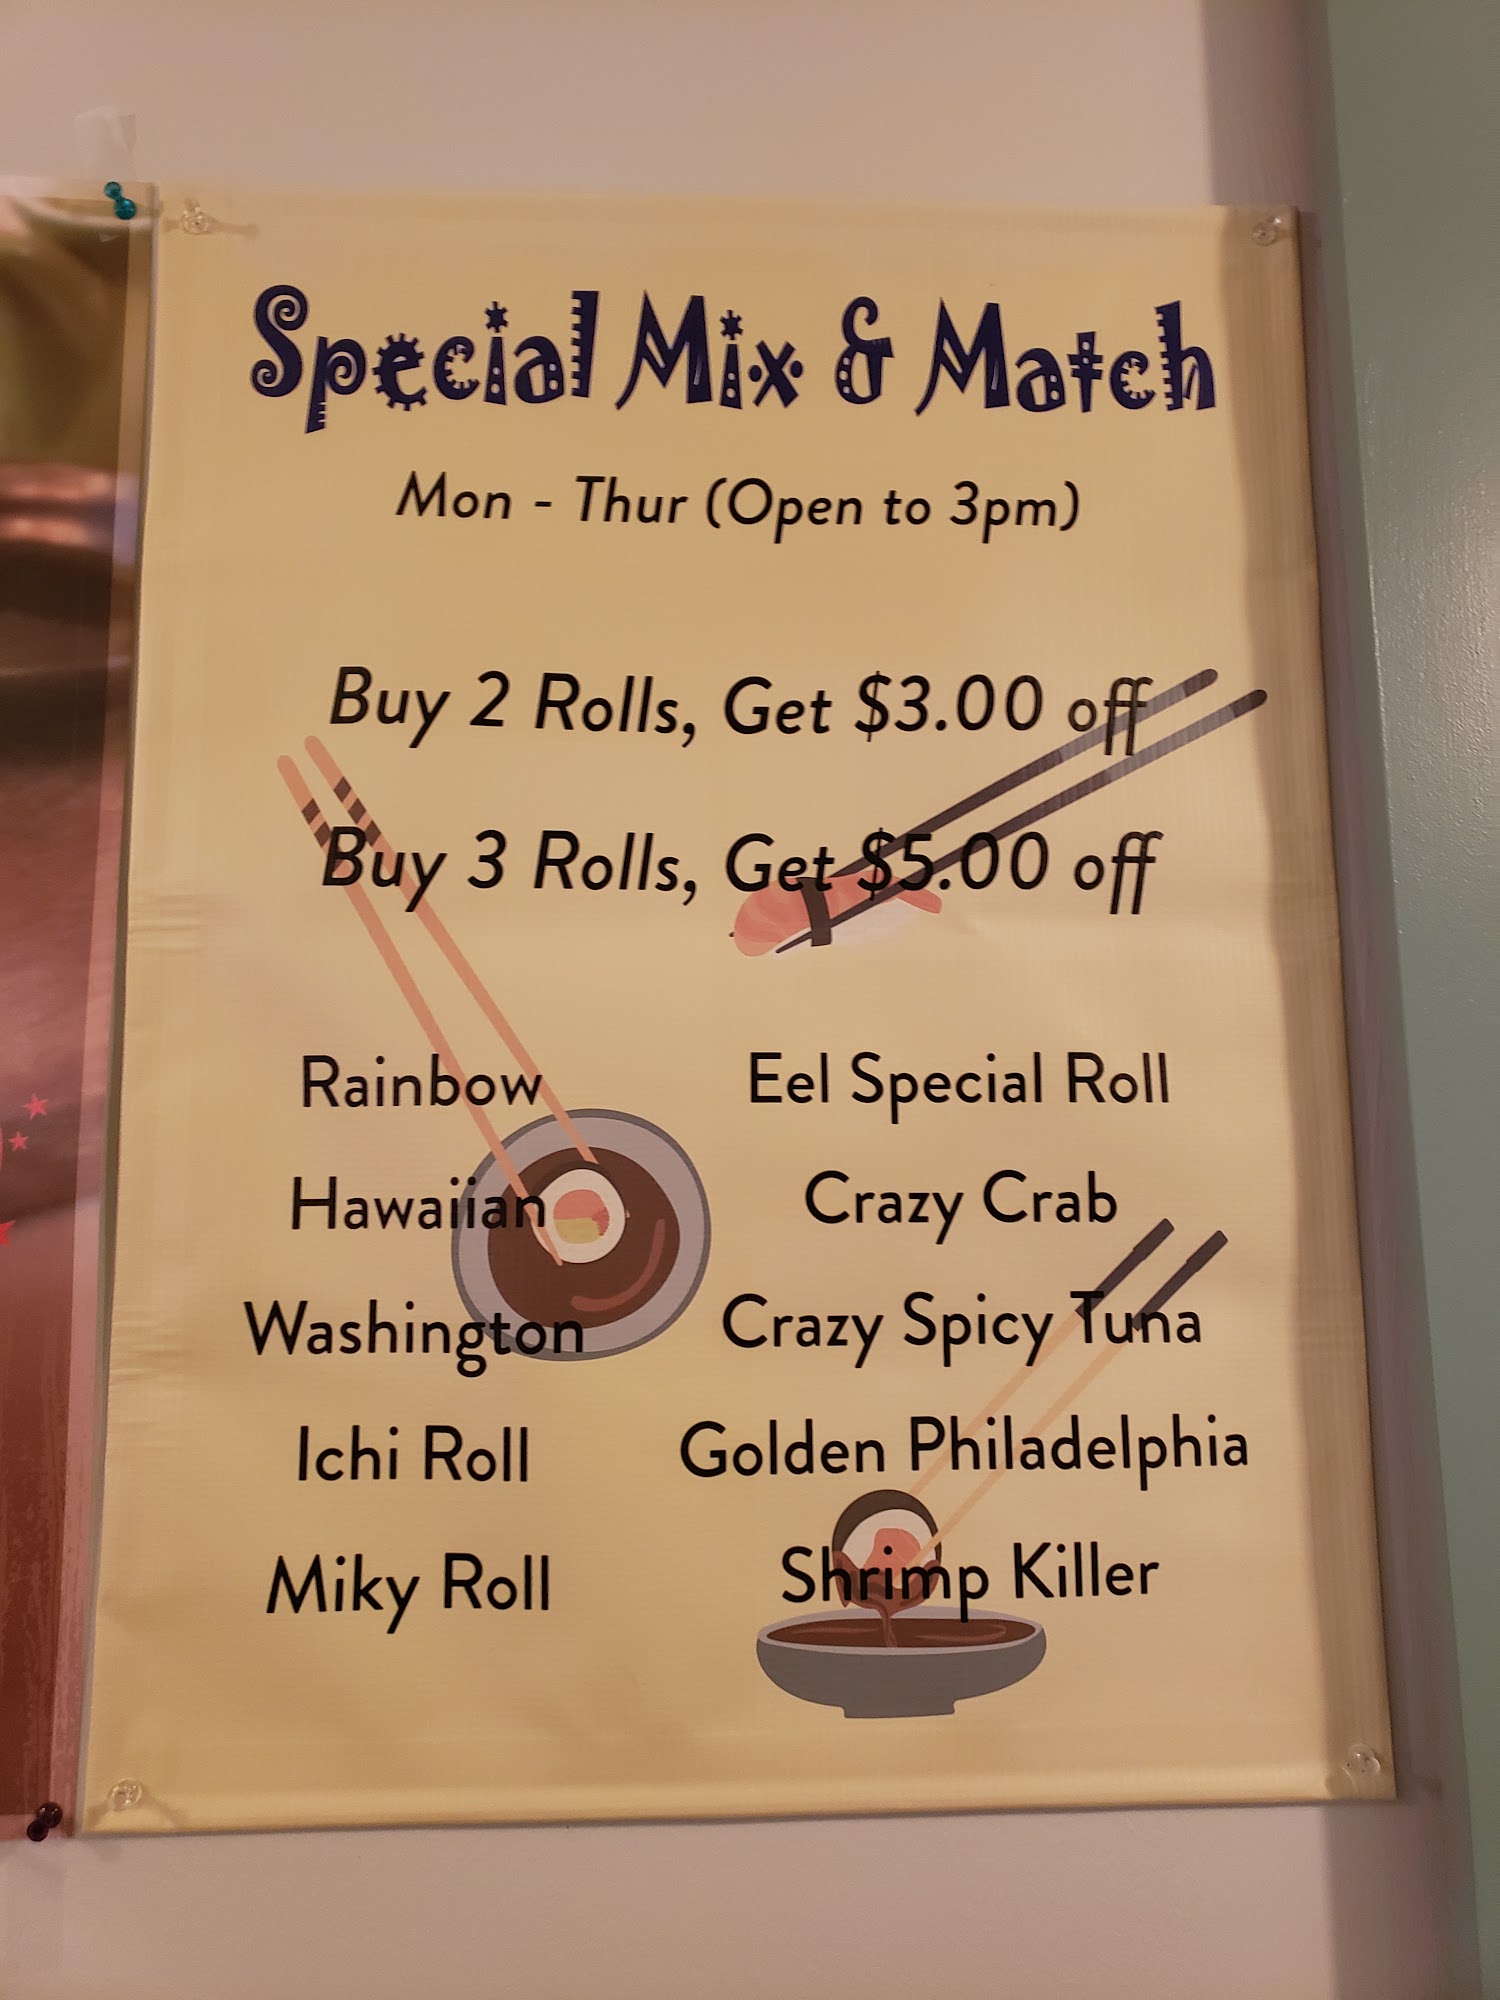 Special Mix & Match
Mon - Thur (Open to 3pm)
Buy 2 Rolls, Get $3.00 off
Buy 3 Rolls, Get $5.00 off
Rainbow
Hawaiian
Washington
Ichi Roll
Miky Roll
Eel Special Roll
Crazy Crab
Crazy Spicy Tuna
Golden Philadelphia
Shrimp Killer